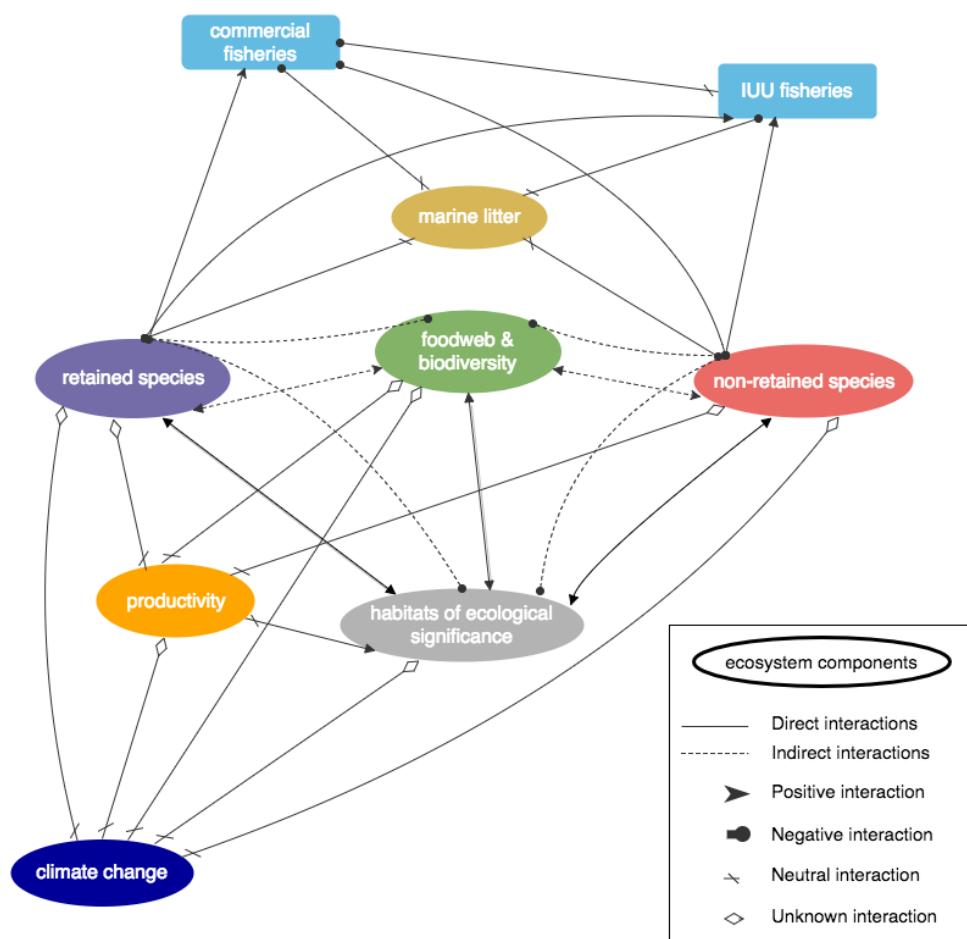 commercial
fisheries
IUU fisheries
marine litter
foodweb &
biodiversity
retained species
non-retained species
productivity
habitats of ecological
significance
climate change
ecosystem components
Direct interactions
Indirect interactions
Positive interaction
Negative interaction
Neutral interaction
Unknown interaction